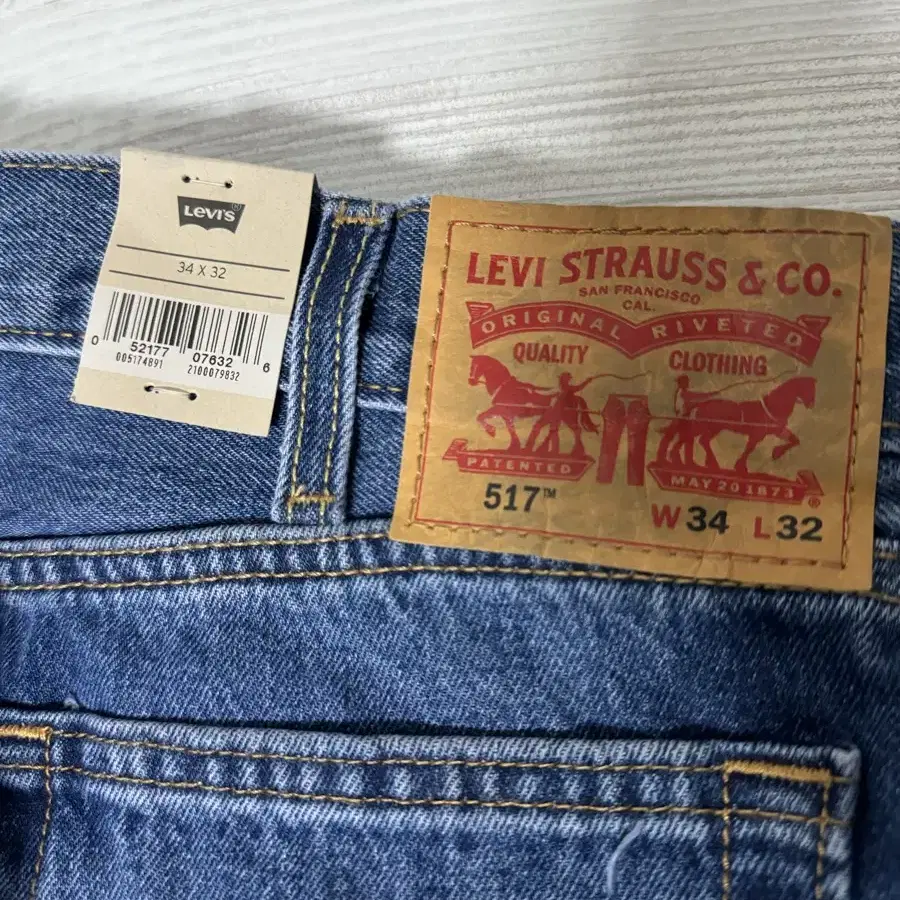 LEVI'S
34 X 32
0 52177 07632 6
005174891 2100079832
LEVI STRAUSS & CO.
SAN FRANCISCO
CAL.
ORIGINAL RIVETED
QUALITY CLOTHING
PATENTED MAY 20 1873 ®
517™ W34 L32